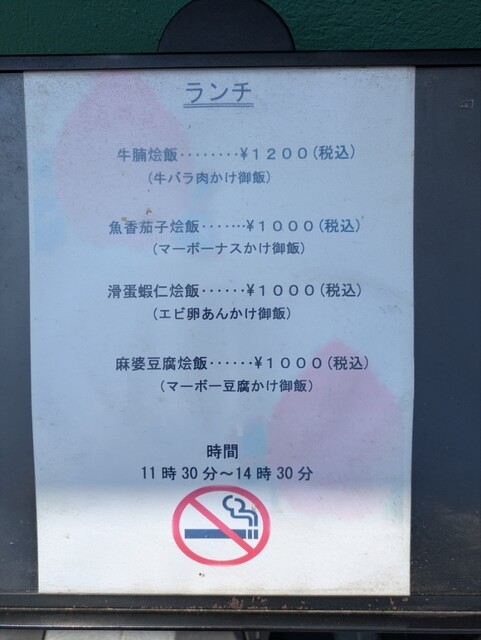 ランチ
牛腩烩飯‥‥‥‥¥1200(税込)
(牛バラ肉かけ御飯)
魚香茄子烩飯‥‥…¥1000(税込)
(マーボーナスかけ御飯)
滑蛋蝦仁烩飯‥‥‥¥1000(税込)
(エビ卵あんかけ御飯)
麻婆豆腐烩飯‥‥‥¥1000(税込)
(マーボー豆腐かけ御飯)
時間
11時30分～14時30分